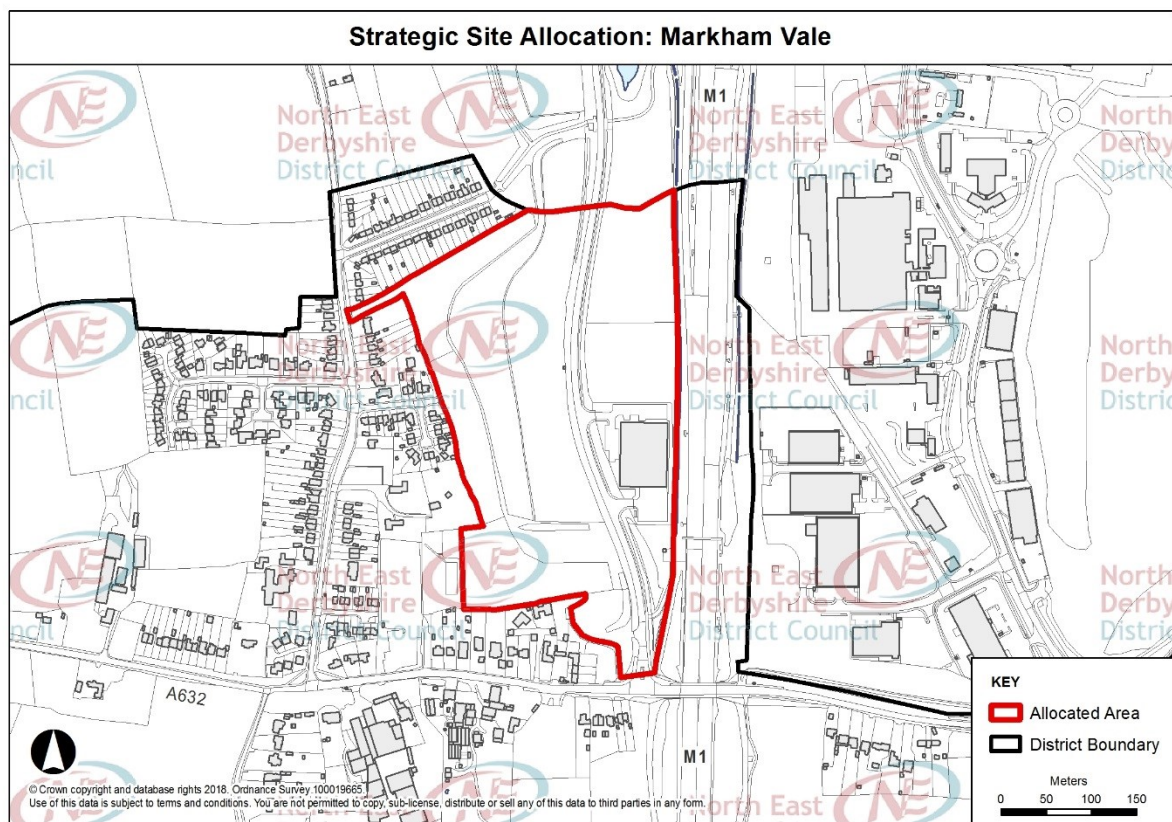 Strategic Site Allocation: Markham Vale
M1
North East
Derbyshire
District Council
NE
A632
M1
KEY
Allocated Area
District Boundary
Meters
0 50 100 150
© Crown copyright and database rights 2018. Ordnance Survey 100019665
Use of this data is subject to terms and conditions. You are not permitted to copy, sub-license, distribute or sell any of this data to third parties in any form.